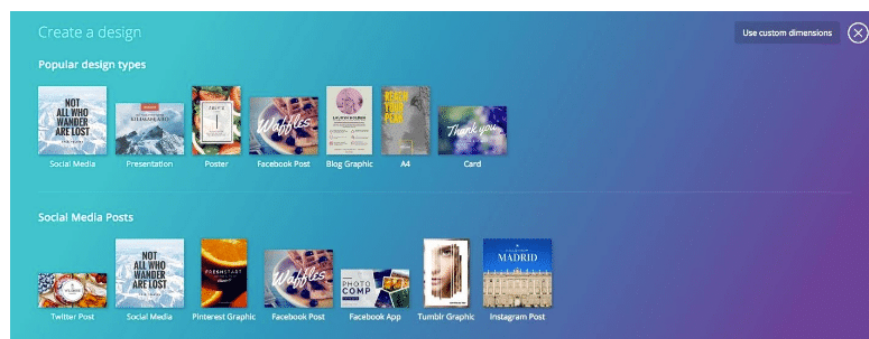 Create a design
Use custom dimensions
Popular design types
NOT
ALL WHO
WANDER
ARE LOST
KILIMANJARO
Waffles
REACH
YOUR
PEAK
Thank you
Social Media
Presentation
Poster
Facebook Post
Blog Graphic
A4
Card
Social Media Posts
NOT
ALL WHO
WANDER
ARE LOST
FRESHSTART
Waffles
PHOTO
COMP
MADRID
Twitter Post
Social Media
Pinterest Graphic
Facebook Post
Facebook App
Tumblr Graphic
Instagram Post